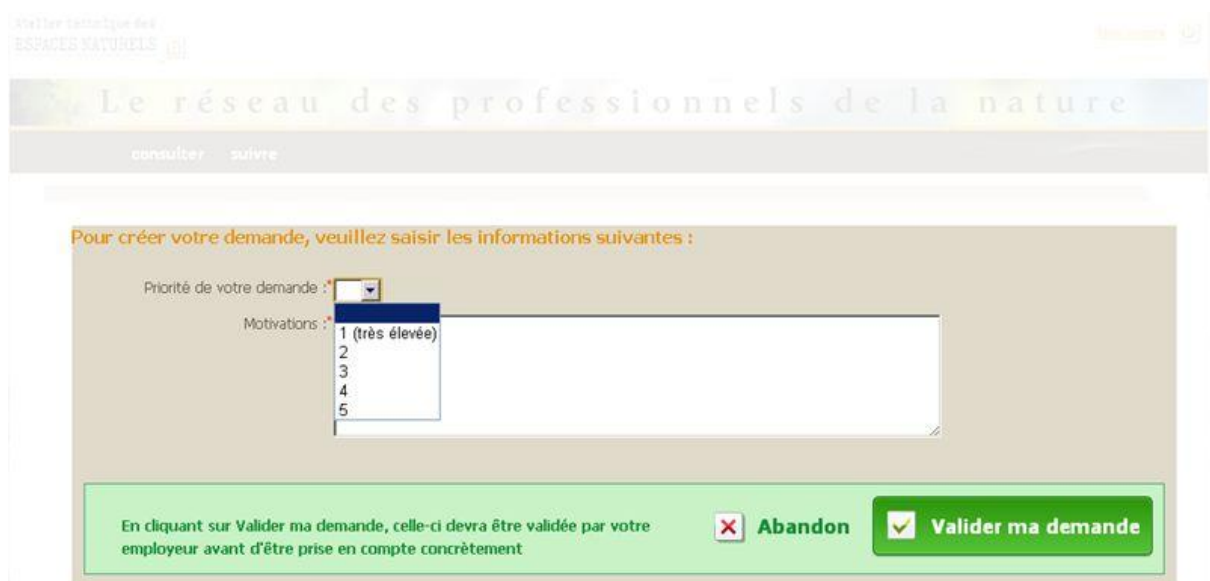 Atelier technique des
ESPACES NATURELS
Le réseau des professionnels de la nature
consulter suivre
Pour créer votre demande, veuillez saisir les informations suivantes :
Priorité de votre demande :*
Motivations :*
1 (très élevée)
2
3
4
5
En cliquant sur Valider ma demande, celle-ci devra être validée par votre
employeur avant d'être prise en compte concrètement
Abandon
Valider ma demande